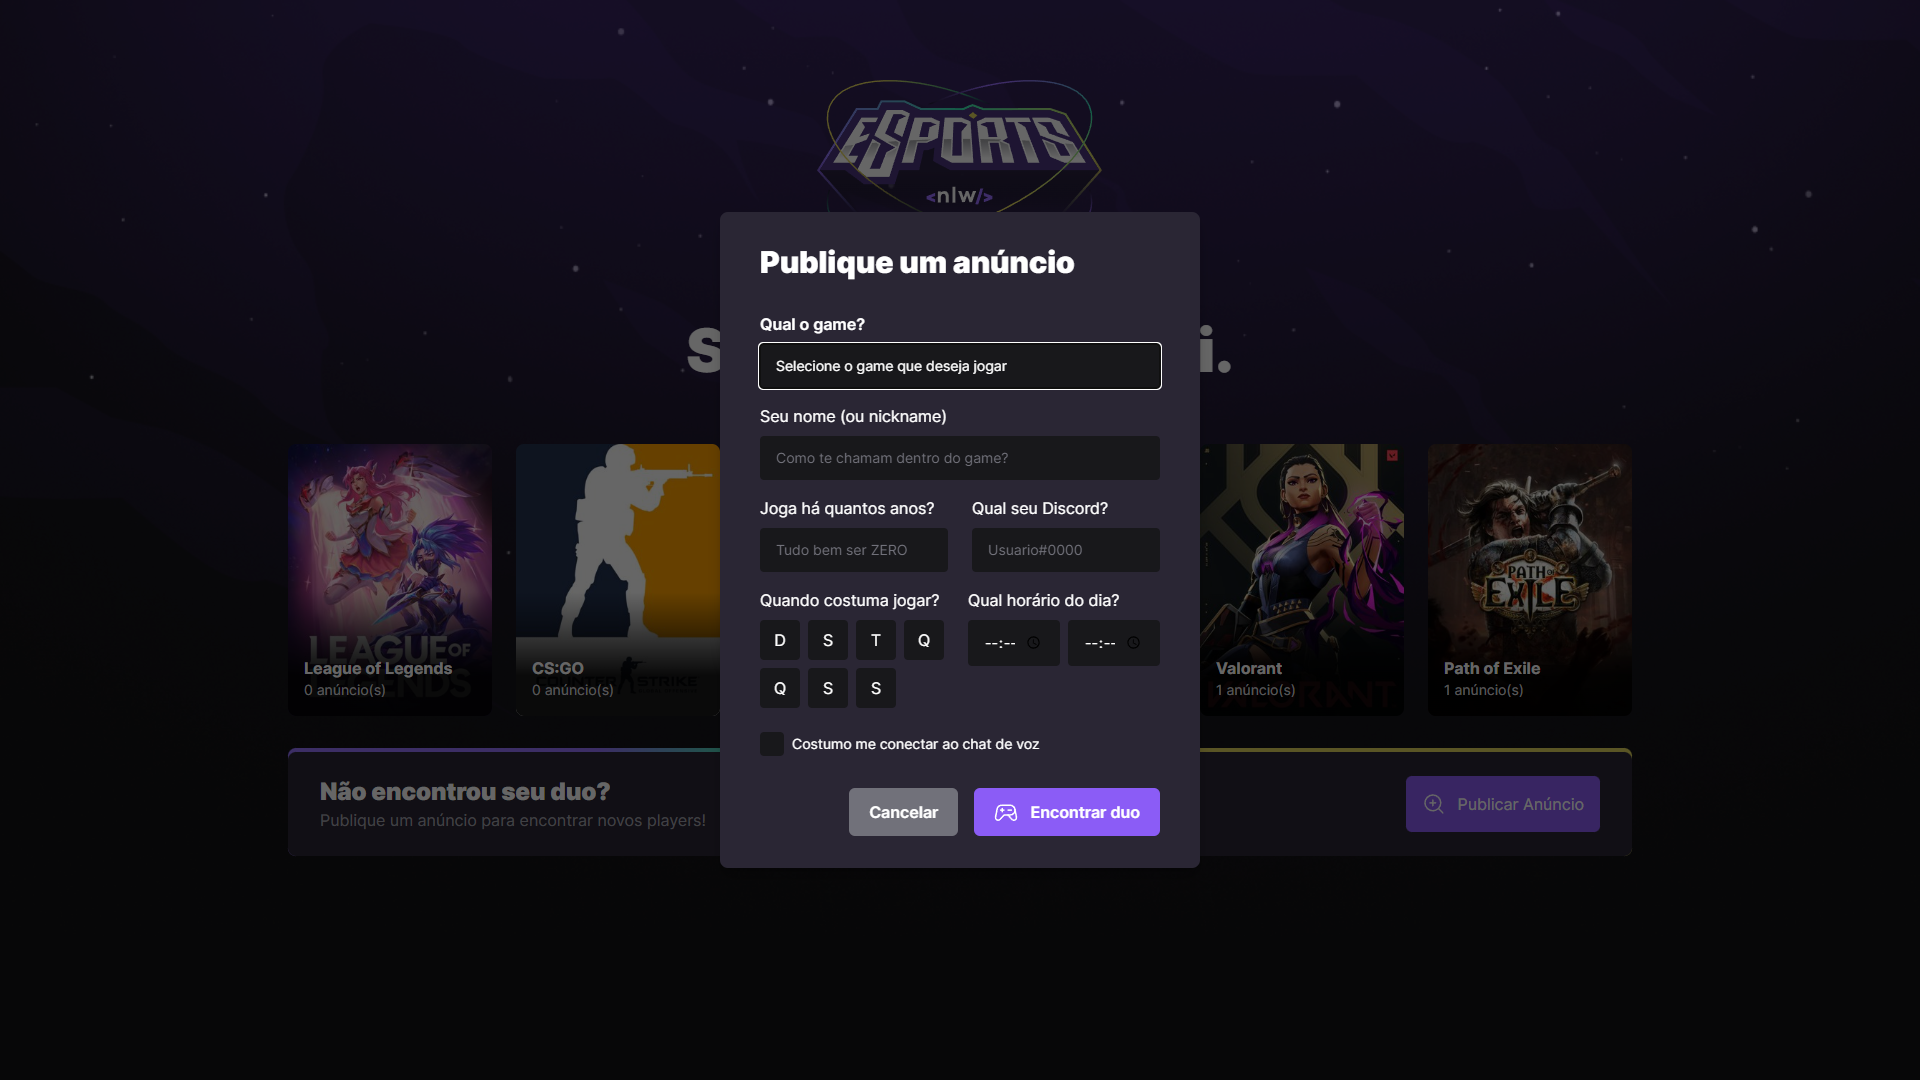 ESPORTS
<nlw/>
Publique um anúncio
Qual o game?
Selecione o game que deseja jogar
S
i.
Seu nome (ou nickname)
Como te chamam dentro do game?
Joga há quantos anos?
Qual seu Discord?
Tudo bem ser ZERO
Usuario#0000
Quando costuma jogar?
Qual horário do dia?
D S T Q
--:-- --:--
Q S S
Costumo me conectar ao chat de voz
Cancelar
Encontrar duo
LEAGUE OF
LEGENDS
League of Legends
0 anúncio(s)
COUNTER STRIKE
CS:GO
0 anúncio(s)
VALORANT
Valorant
1 anúncio(s)
PATH OF
EXILE
Path of Exile
1 anúncio(s)
Não encontrou seu duo?
Publique um anúncio para encontrar novos players!
Publicar Anúncio